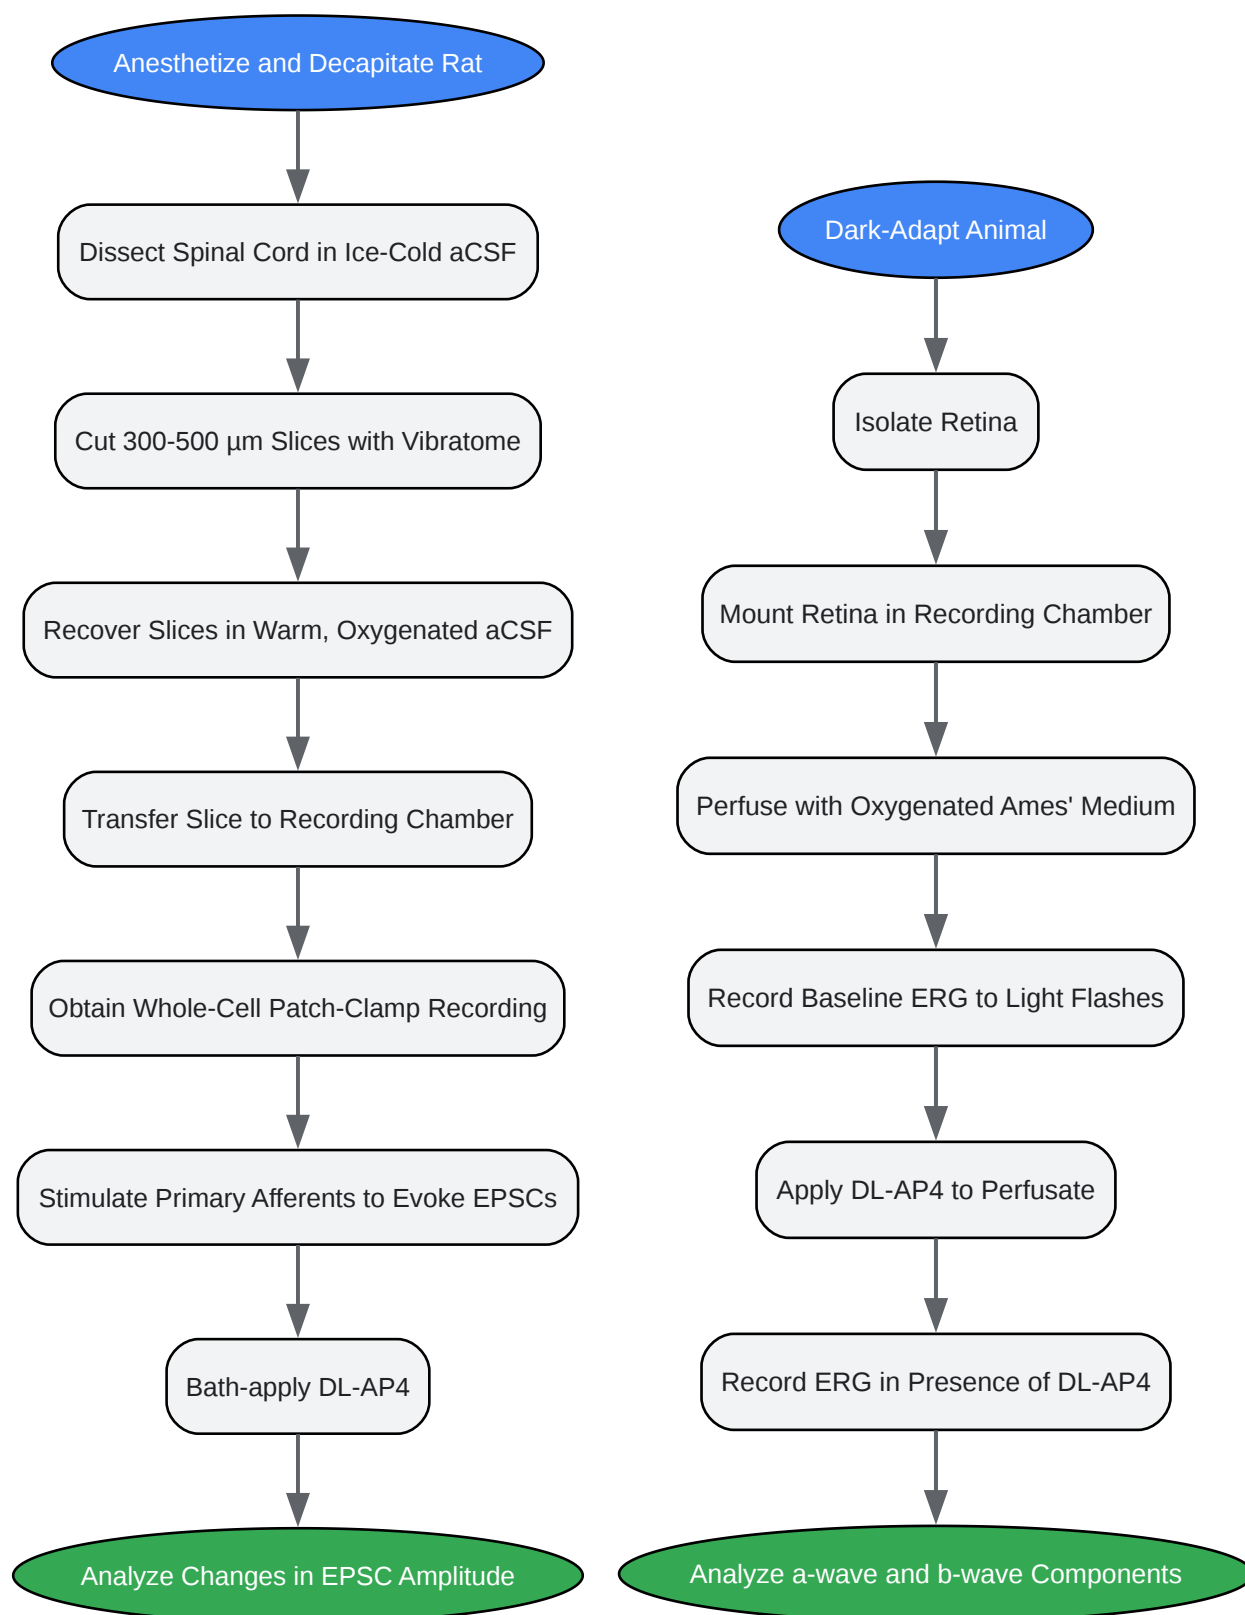 Anesthetize and Decapitate Rat
Dissect Spinal Cord in Ice-Cold aCSF
Cut 300-500 µm Slices with Vibratome
Recover Slices in Warm, Oxygenated aCSF
Transfer Slice to Recording Chamber
Obtain Whole-Cell Patch-Clamp Recording
Stimulate Primary Afferents to Evoke EPSCs
Bath-apply DL-AP4
Analyze Changes in EPSC Amplitude
Dark-Adapt Animal
Isolate Retina
Mount Retina in Recording Chamber
Perfuse with Oxygenated Ames' Medium
Record Baseline ERG to Light Flashes
Apply DL-AP4 to Perfusate
Record ERG in Presence of DL-AP4
Analyze a-wave and b-wave Components